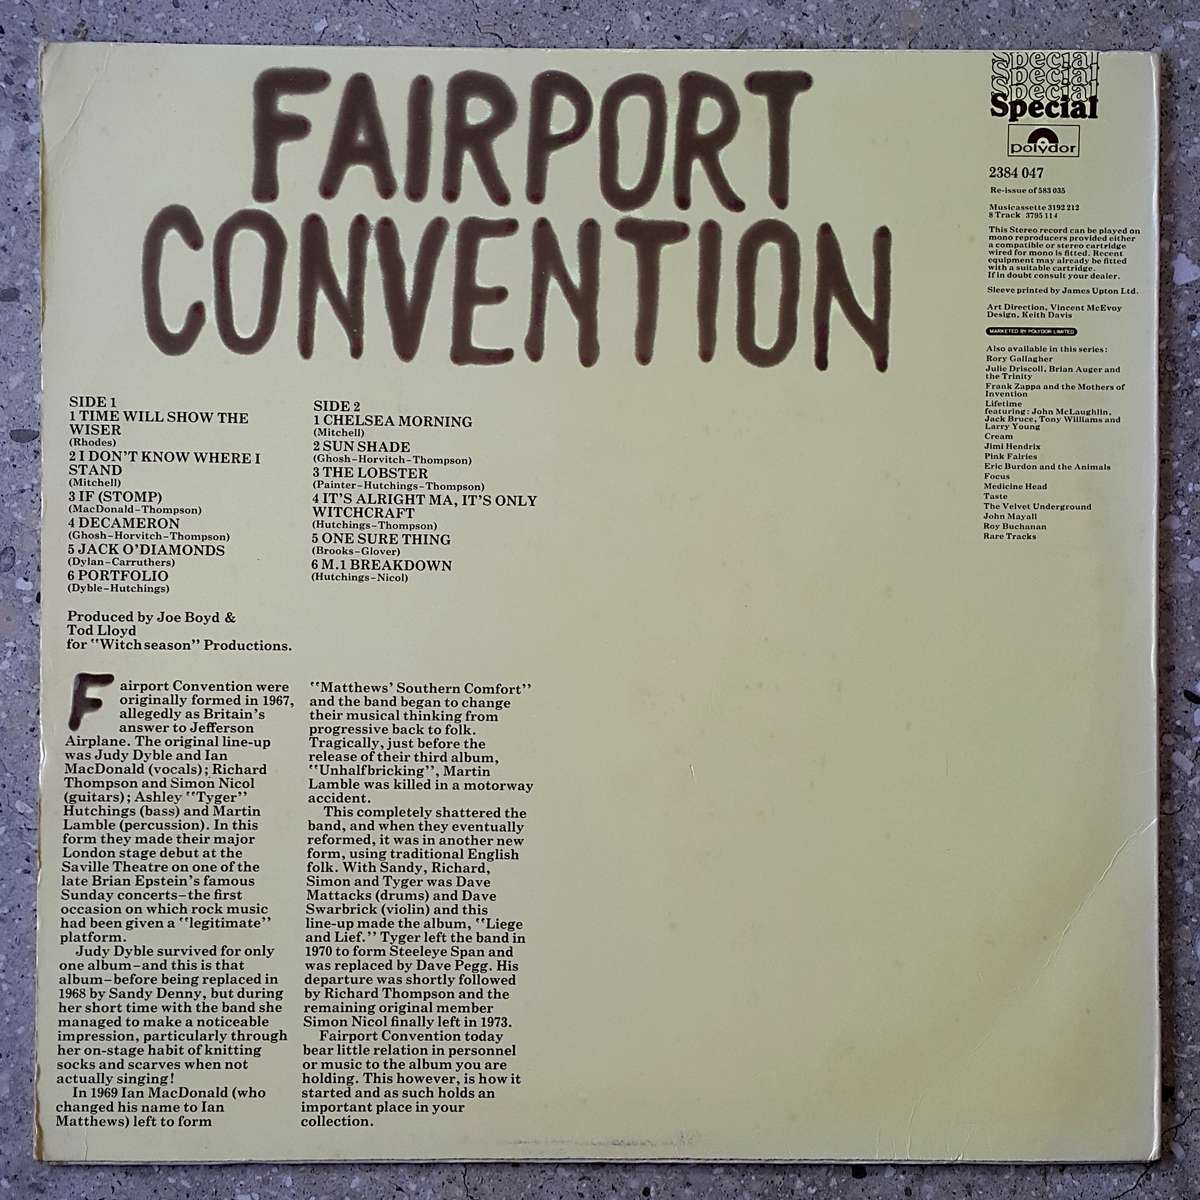 FAIRPORT
CONVENTION
SIDE 1
1 TIME WILL SHOW THE
WISER
(Rhodes)
2 I DON'T KNOW WHERE I
STAND
(Mitchell)
3 IF (STOMP)
(MacDonald–Thompson)
4 DECAMERON
(Ghosh–Horvitch–Thompson)
5 JACK O'DIAMONDS
(Dylan–Carruthers)
6 PORTFOLIO
(Dyble–Hutchings)
SIDE 2
1 CHELSEA MORNING
(Mitchell)
2 SUN SHADE
(Ghosh–Horvitch–Thompson)
3 THE LOBSTER
(Painter–Hutchings–Thompson)
4 IT'S ALRIGHT MA, IT'S ONLY
WITCHCRAFT
(Hutchings–Thompson)
5 ONE SURE THING
(Brooks–Glover)
6 M.1 BREAKDOWN
(Hutchings–Nicol)
Produced by Joe Boyd &
Tod Lloyd
for "Witchseason" Productions.
Fairport Convention were
originally formed in 1967,
allegedly as Britain's
answer to Jefferson
Airplane. The original line-up
was Judy Dyble and Ian
MacDonald (vocals); Richard
Thompson and Simon Nicol
(guitars); Ashley "Tyger"
Hutchings (bass) and Martin
Lamble (percussion). In this
form they made their major
London stage debut at the
Saville Theatre on one of the
late Brian Epstein's famous
Sunday concerts–the first
occasion on which rock music
had been given a "legitimate"
platform.
Judy Dyble survived for only
one album–and this is that
album–before being replaced in
1968 by Sandy Denny, but during
her short time with the band she
managed to make a noticeable
impression, particularly through
her on-stage habit of knitting
socks and scarves when not
actually singing!
In 1969 Ian MacDonald (who
changed his name to Ian
Matthews) left to form
"Matthews' Southern Comfort"
and the band began to change
their musical thinking from
progressive back to folk.
Tragically, just before the
release of their third album,
"Unhalfbricking", Martin
Lamble was killed in a motorway
accident.
This completely shattered the
band, and when they eventually
reformed, it was in another new
form, using traditional English
folk. With Sandy, Richard,
Simon and Tyger was Dave
Mattacks (drums) and Dave
Swarbrick (violin) and this
line-up made the album, "Liege
and Lief." Tyger left the band in
1970 to form Steeleye Span and
was replaced by Dave Pegg. His
departure was shortly followed
by Richard Thompson and the
remaining original member
Simon Nicol finally left in 1973.
Fairport Convention today
bear little relation in personnel
or music to the album you are
holding. This however, is how it
started and as such holds an
important place in your
collection.
Special
Special
Special
Special
polydor
2384 047
Re-issue of 583 035
Musicassette 3192 212
8 Track 3795 114
This Stereo record can be played on
mono reproducers provided either
a compatible or stereo cartridge
wired for mono is fitted. Recent
equipment may already be fitted
with a suitable cartridge.
If in doubt consult your dealer.
Sleeve printed by James Upton Ltd.
Art Direction, Vincent McEvoy
Design, Keith Davis
MARKETED BY POLYDOR LIMITED
Also available in this series:
Rory Gallagher
Julie Driscoll, Brian Auger and
the Trinity
Frank Zappa and the Mothers of
Invention
Lifetime
featuring: John McLaughlin,
Jack Bruce, Tony Williams and
Larry Young
Cream
Jimi Hendrix
Pink Fairies
Eric Burdon and the Animals
Focus
Medicine Head
Taste
The Velvet Underground
John Mayall
Roy Buchanan
Rare Tracks